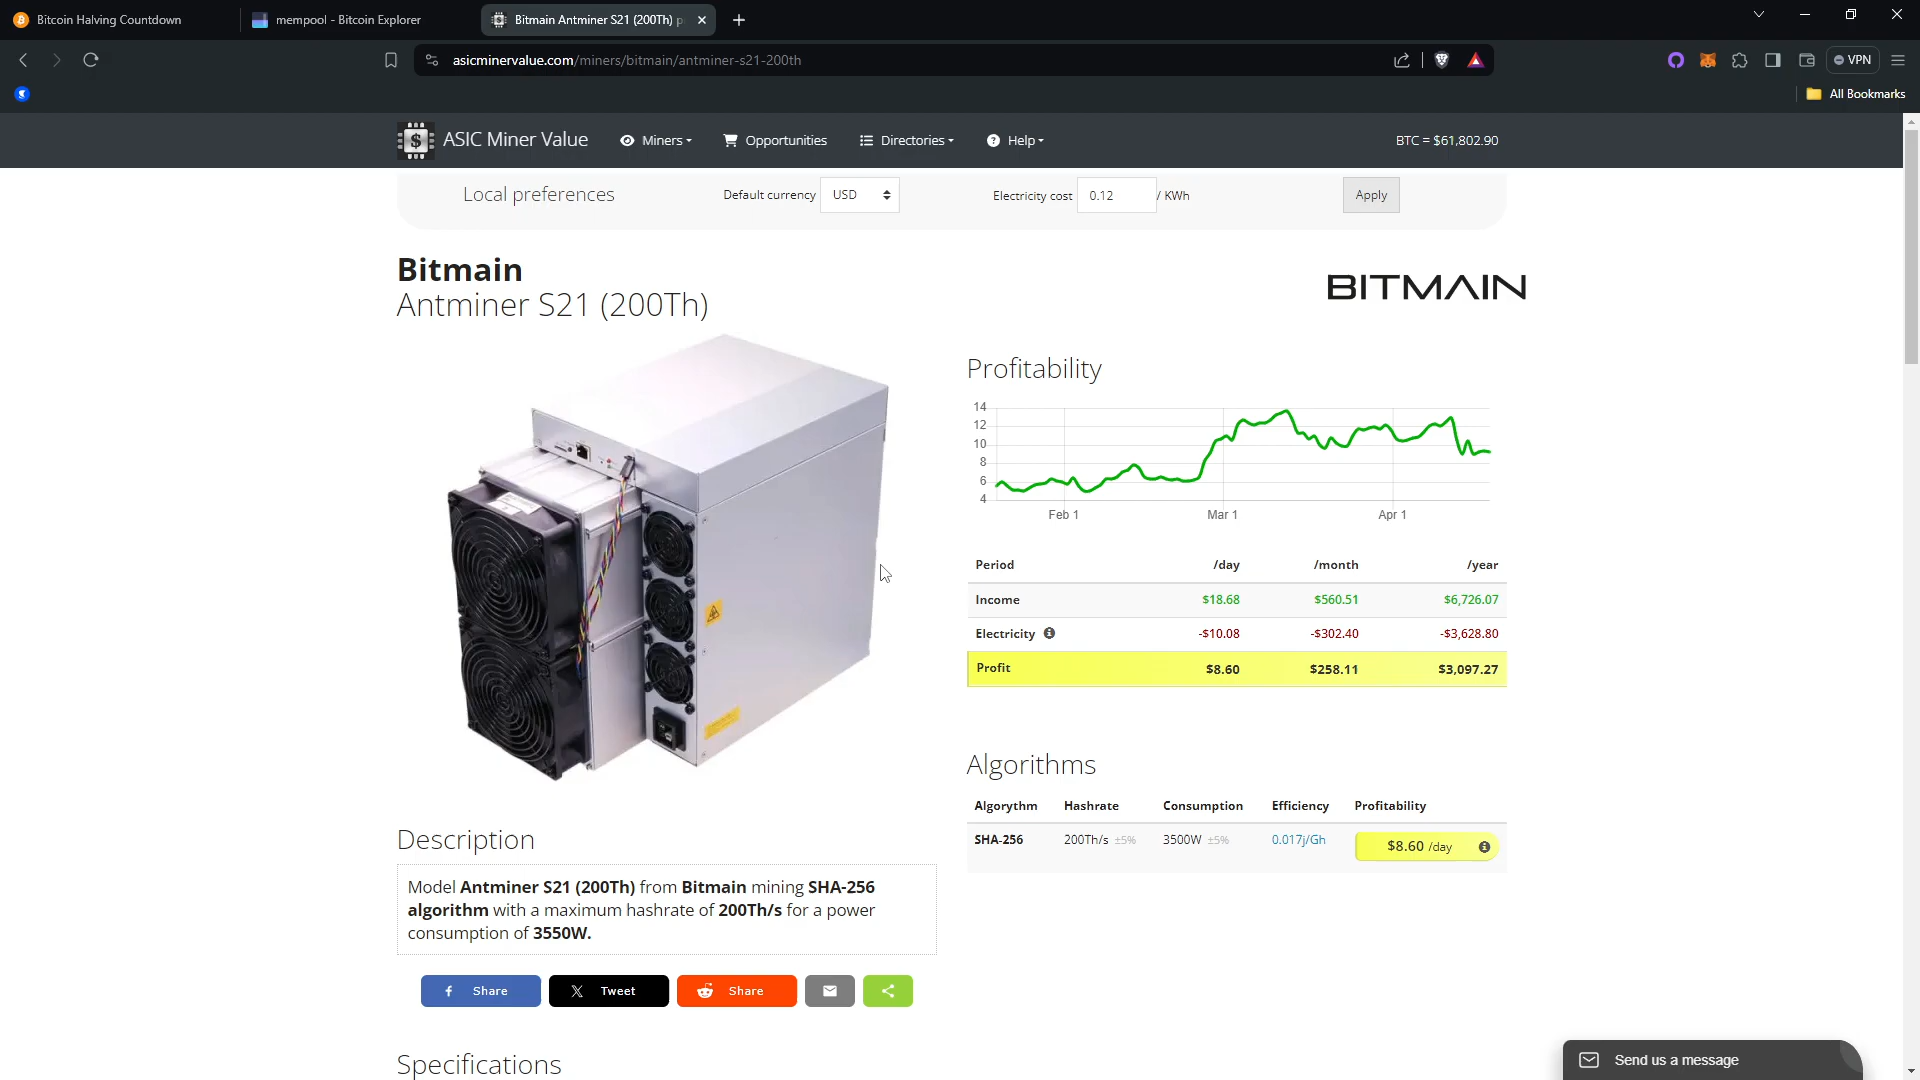 Bitcoin Halving Countdown
mempool - Bitcoin Explorer
Bitmain Antminer S21 (200Th) p
asicminervalue.com/miners/bitmain/antminer-s21-200th
VPN
All Bookmarks
ASIC Miner Value
Miners
Opportunities
Directories
Help
BTC = $61,802.90
Local preferences
Default currency USD
Electricity cost 0.12 / KWh
Apply
Bitmain
Antminer S21 (200Th)
BITMAIN
Profitability
14
12
10
8
6
4
Feb 1 Mar 1 Apr 1
Period /day /month /year
Income $18.68 $560.51 $6,726.07
Electricity -$10.08 -$302.40 -$3,628.80
Profit $8.60 $258.11 $3,097.27
Algorithms
Algorythm Hashrate Consumption Efficiency Profitability
SHA-256 200Th/s ±5% 3500W ±5% 0.017j/Gh $8.60 /day
Description
Model Antminer S21 (200Th) from Bitmain mining SHA-256
algorithm with a maximum hashrate of 200Th/s for a power
consumption of 3550W.
Share
Tweet
Share
Specifications
Send us a message